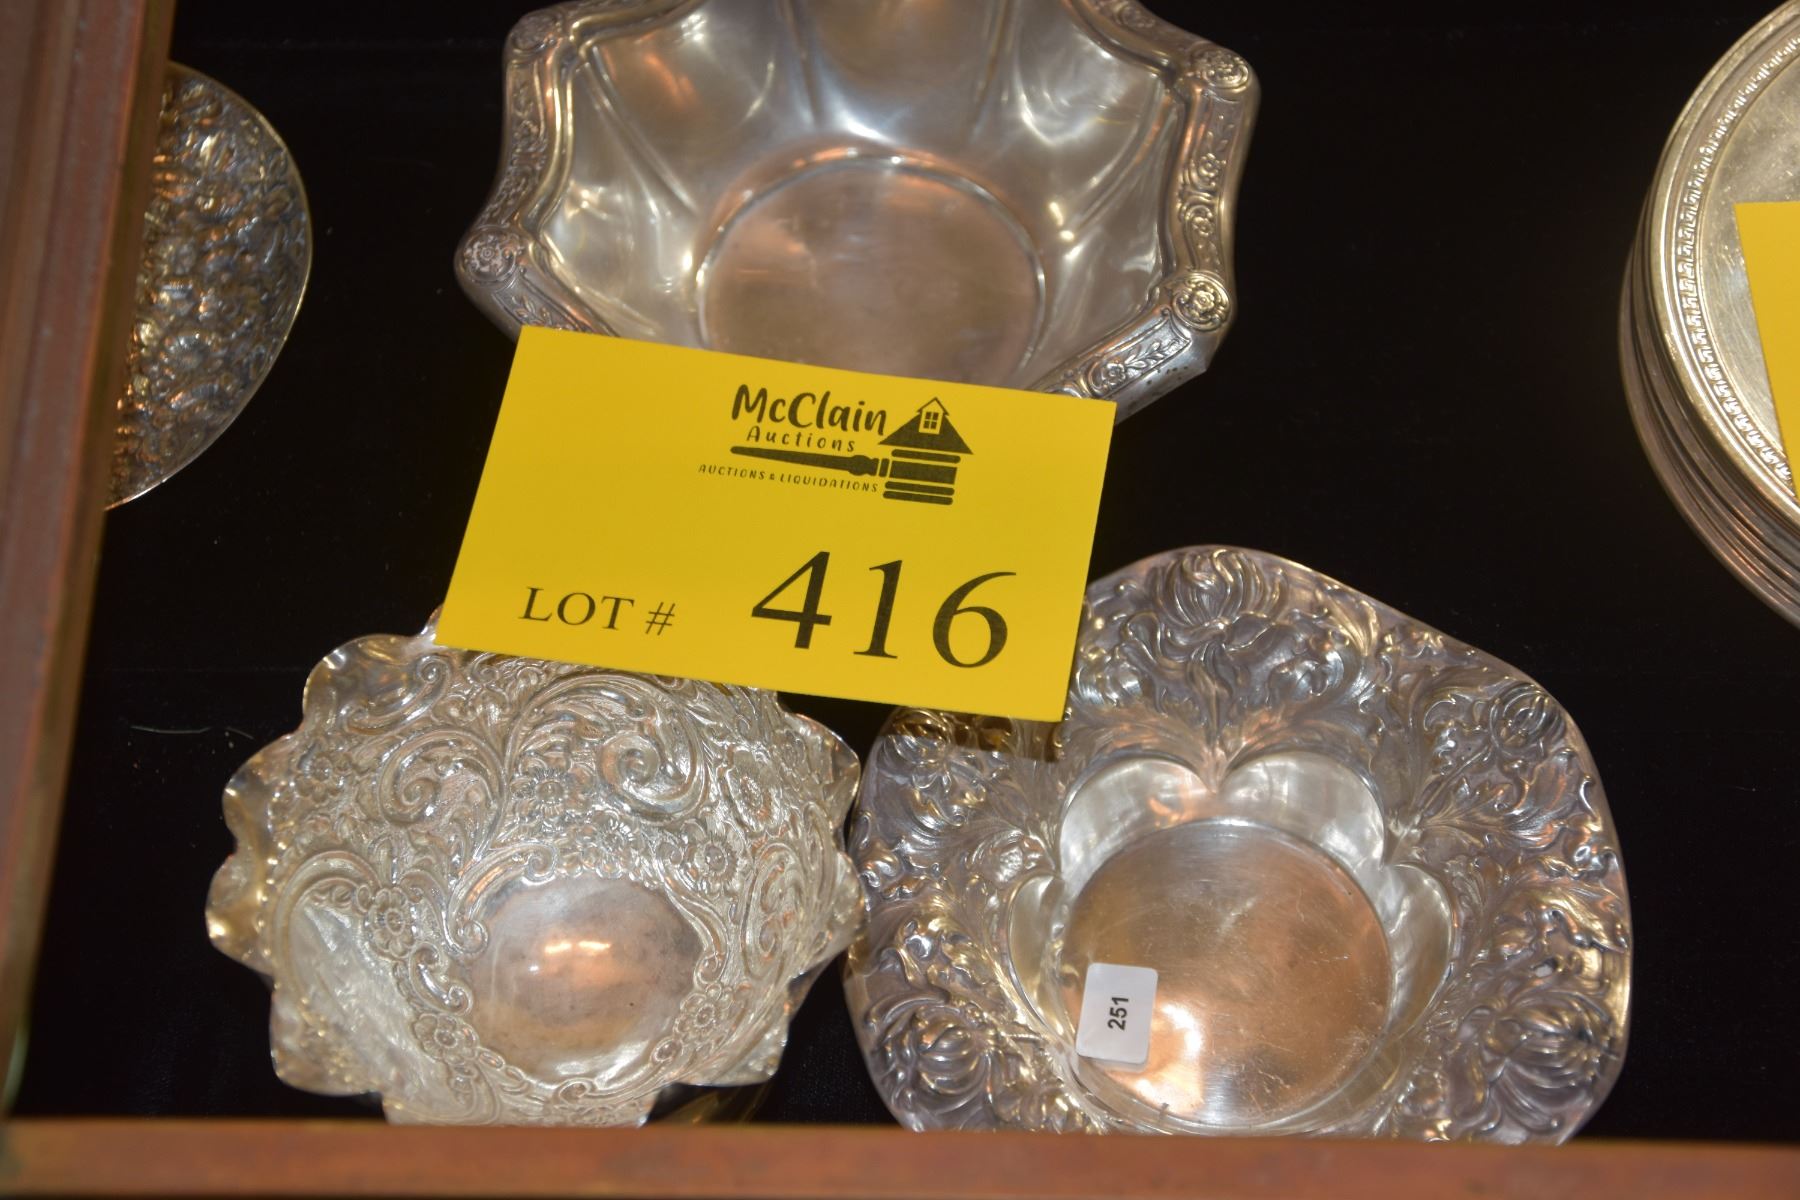 McClain
Auctions
AUCTIONS & LIQUIDATIONS
LOT # 416
251